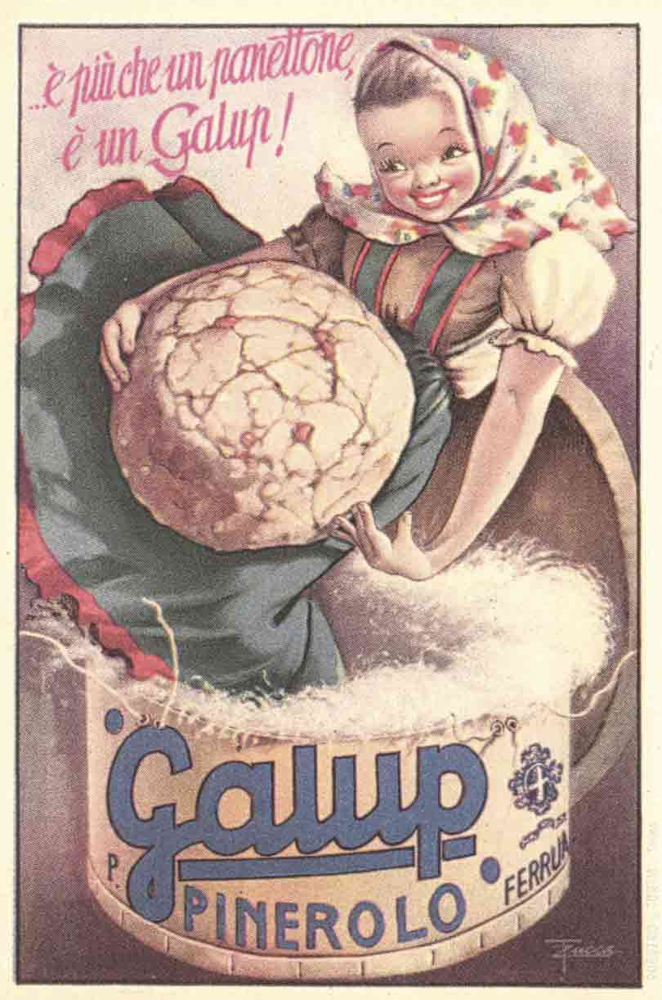 ...è più che un panettone,
è un Galup!
Galup
P. PINEROLO
FERRUA